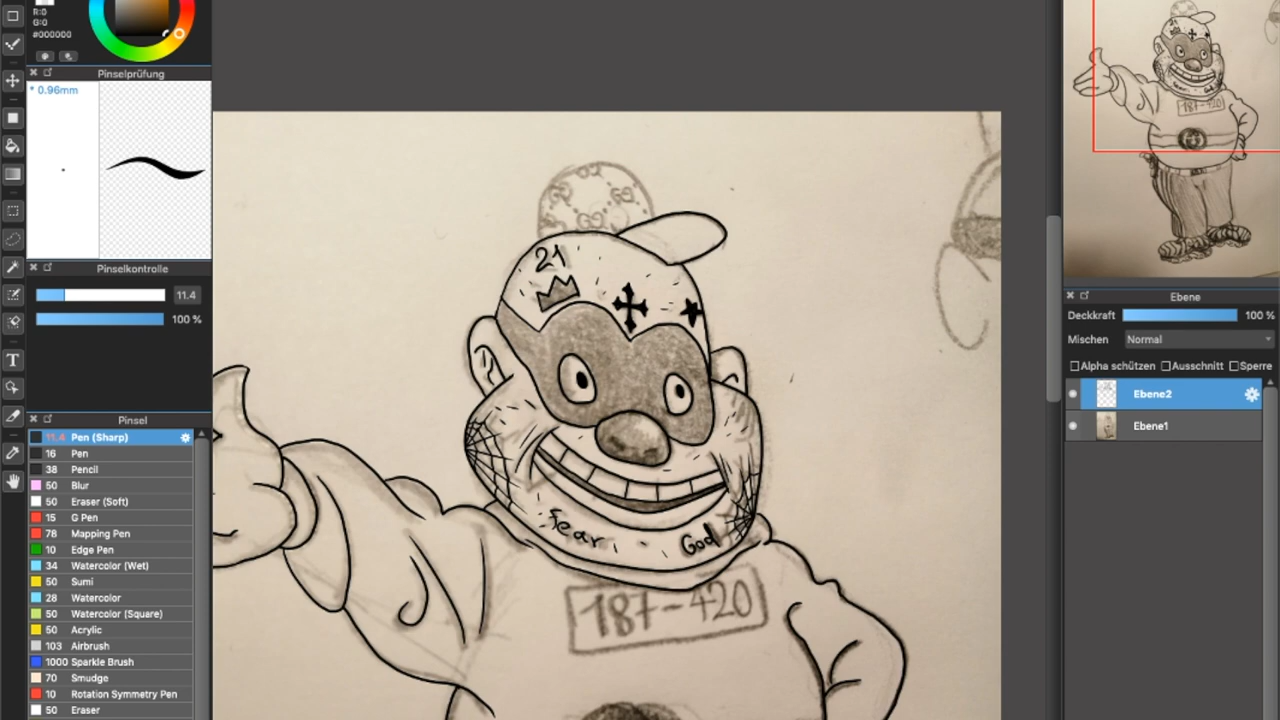 R:0
G:0
#000000
Pinselprüfung
* 0.96mm
Pinselkontrolle
11.4
100 %
Pinsel
11.4 Pen (Sharp)
16 Pen
38 Pencil
50 Blur
50 Eraser (Soft)
15 G Pen
78 Mapping Pen
10 Edge Pen
34 Watercolor (Wet)
50 Sumi
28 Watercolor
50 Watercolor (Square)
50 Acrylic
103 Airbrush
1000 Sparkle Brush
70 Smudge
10 Rotation Symmetry Pen
50 Eraser
21
Fear God
187-420
187-420
Ebene
Deckkraft 100 %
Mischen Normal
Alpha schützen Ausschnitt Sperre
Ebene2
Ebene1